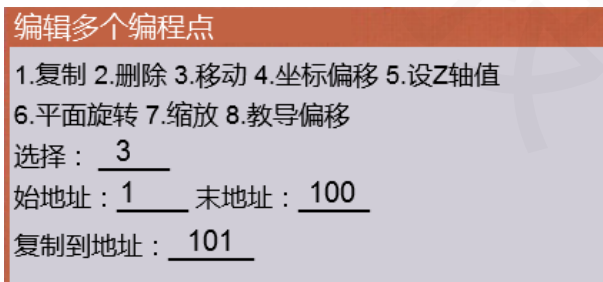 编辑多个编程点
1.复制 2.删除 3.移动 4.坐标偏移 5.设Z轴值
6.平面旋转 7.缩放 8.教导偏移
选择：3
始地址：1 末地址：100
复制到地址：101